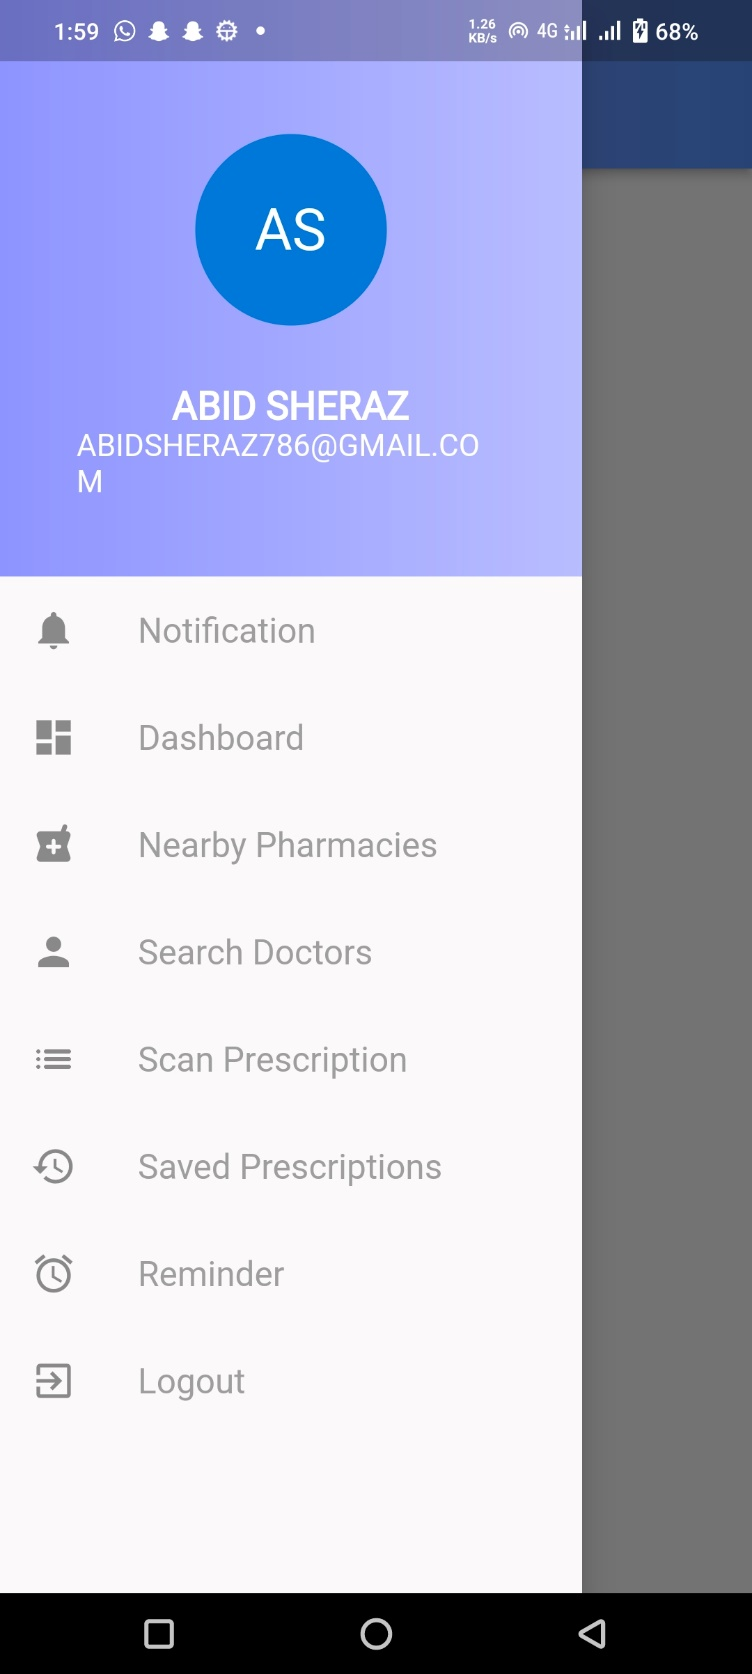 1:59
1.26
KB/s
4G
68%
AS
ABID SHERAZ
ABIDSHERAZ786@GMAIL.CO
M
Notification
Dashboard
Nearby Pharmacies
Search Doctors
Scan Prescription
Saved Prescriptions
Reminder
Logout